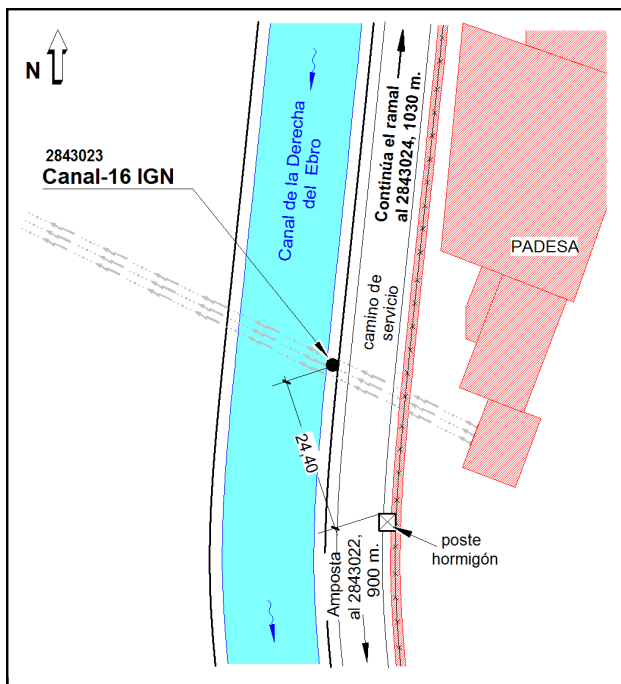 N
2843023
Canal-16 IGN
Canal de la Derecha
del Ebro
Continúa el ramal
al 2843024, 1030 m.
PADESA
camino de
servicio
24,40
Amposta
al 2843022,
900 m.
poste
hormigón